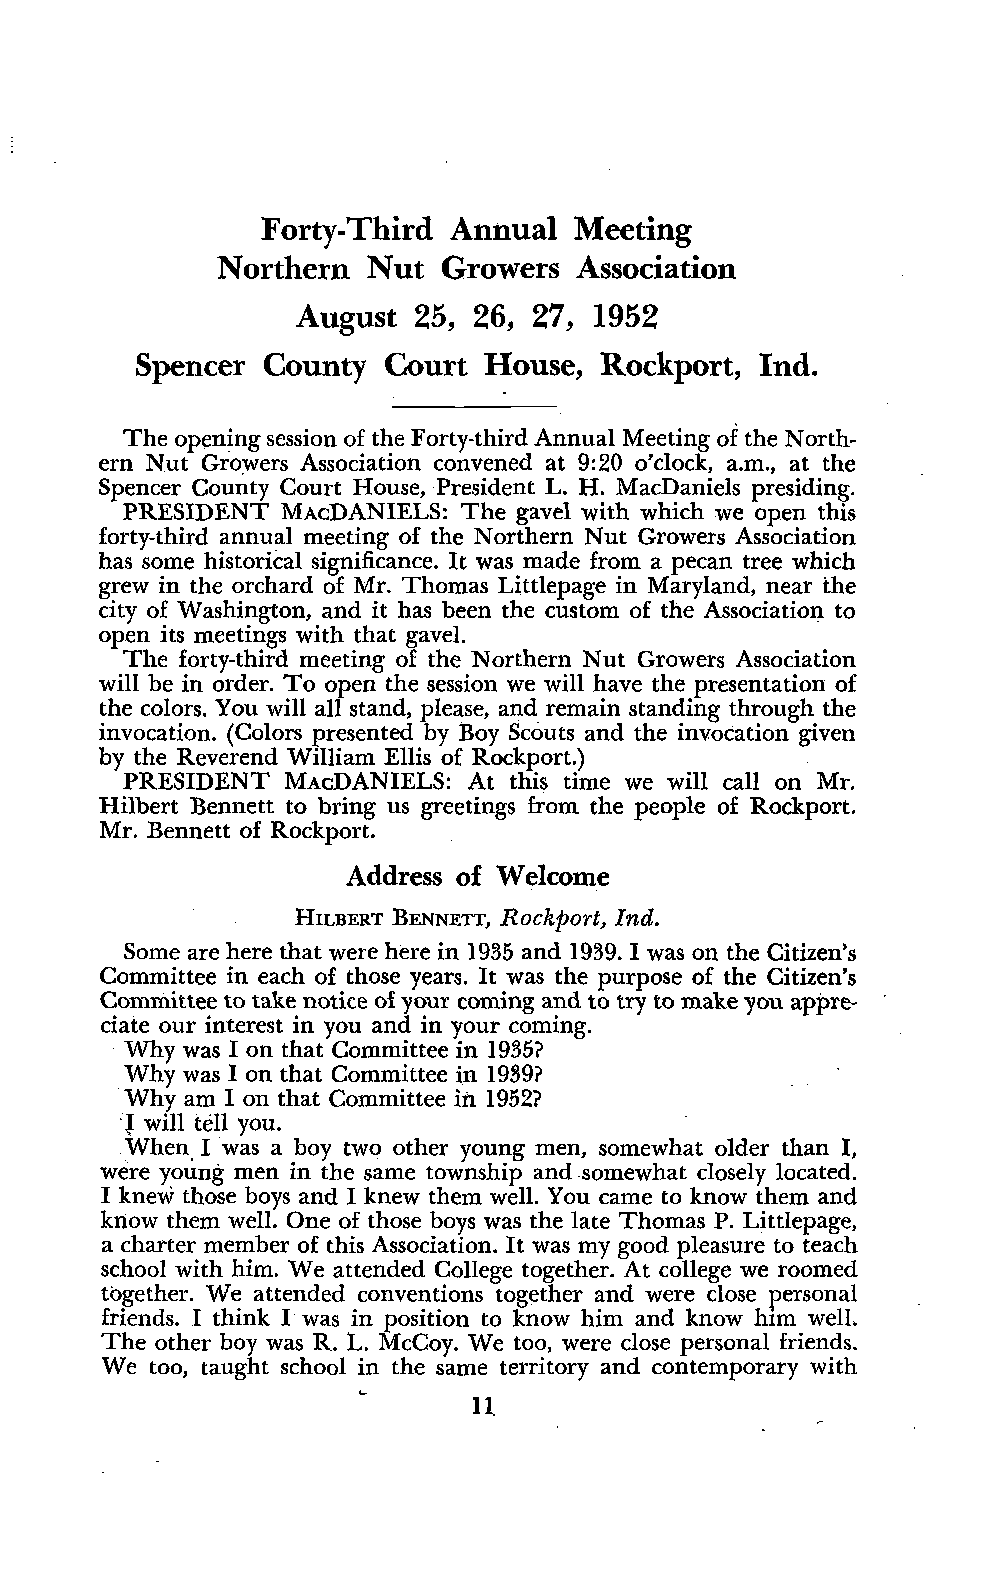 Forty-Third Annual Meeting
Northern Nut Growers Association
August 25, 26, 27, 1952
Spencer County Court House, Rockport, Ind.
The opening session of the Forty-third Annual Meeting of the North-
ern Nut Growers Association convened at 9:20 o'clock, a.m., at the
Spencer County Court House, President L. H. MacDaniels presiding.
PRESIDENT MACDANIELS: The gavel with which we open this
forty-third annual meeting of the Northern Nut Growers Association
has some historical significance. It was made from a pecan tree which
grew in the orchard of Mr. Thomas Littlepage in Maryland, near the
city of Washington, and it has been the custom of the Association to
open its meetings with that gavel.
The forty-third meeting of the Northern Nut Growers Association
will be in order. To open the session we will have the presentation of
the colors. You will all stand, please, and remain standing through the
invocation. (Colors presented by Boy Scouts and the invocation given
by the Reverend William Ellis of Rockport.)
PRESIDENT MACDANIELS: At this time we will call on Mr.
Hilbert Bennett to bring us greetings from the people of Rockport.
Mr. Bennett of Rockport.
Address of Welcome
HILBERT BENNETT, Rockport, Ind.
Some are here that were here in 1935 and 1939. I was on the Citizen's
Committee in each of those years. It was the purpose of the Citizen's
Committee to take notice of your coming and to try to make you appre-
ciate our interest in you and in your coming.
Why was I on that Committee in 1935?
Why was I on that Committee in 1939?
Why am I on that Committee in 1952?
I will tell you.
When I was a boy two other young men, somewhat older than I,
were young men in the same township and somewhat closely located.
I knew those boys and I knew them well. You came to know them and
know them well. One of those boys was the late Thomas P. Littlepage,
a charter member of this Association. It was my good pleasure to teach
school with him. We attended College together. At college we roomed
together. We attended conventions together and were close personal
friends. I think I was in position to know him and know him well.
The other boy was R. L. McCoy. We too, were close personal friends.
We too, taught school in the same territory and contemporary with
11